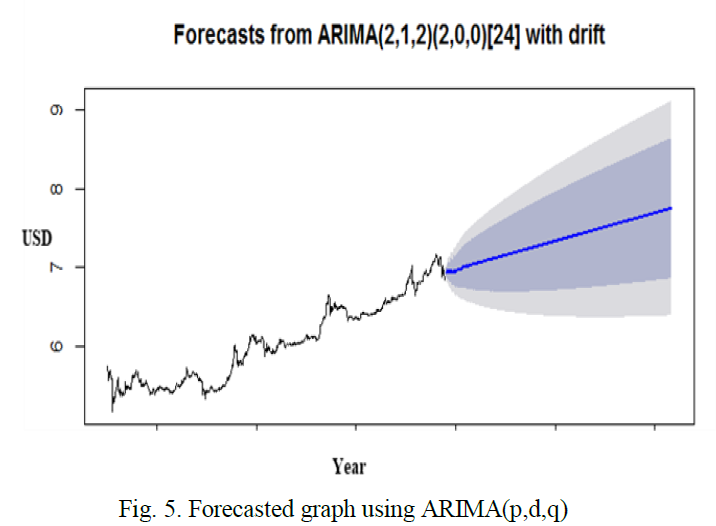 Forecasts from ARIMA(2,1,2)(2,0,0)[24] with drift
9
8
USD
7
6
Year
Fig. 5. Forecasted graph using ARIMA(p,d,q)